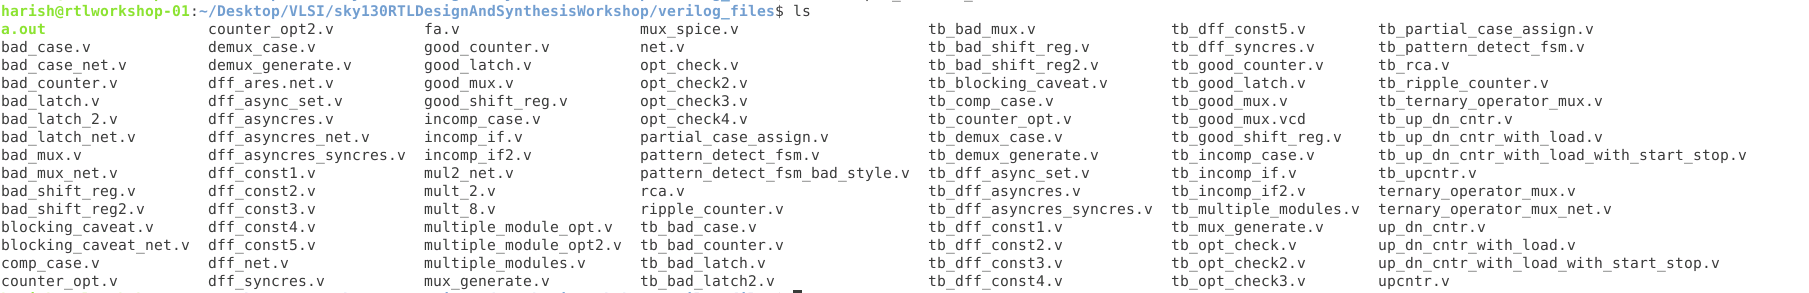 harish@rtlworkshop-01:~/Desktop/VLSI/sky130RTLDesignAndSynthesisWorkshop/verilog_files$ ls
a.out counter_opt2.v fa.v mux_spice.v tb_bad_mux.v tb_dff_const5.v tb_partial_case_assign.v
bad_case.v demux_case.v good_counter.v net.v tb_bad_shift_reg.v tb_dff_syncres.v tb_pattern_detect_fsm.v
bad_case_net.v demux_generate.v good_latch.v opt_check.v tb_bad_shift_reg2.v tb_good_counter.v tb_rca.v
bad_counter.v dff_ares.net.v good_mux.v opt_check2.v tb_blocking_caveat.v tb_good_latch.v tb_ripple_counter.v
bad_latch.v dff_async_set.v good_shift_reg.v opt_check3.v tb_comp_case.v tb_good_mux.v tb_ternary_operator_mux.v
bad_latch_2.v dff_asyncres.v incomp_case.v opt_check4.v tb_counter_opt.v tb_good_mux.vcd tb_up_dn_cntr.v
bad_latch_net.v dff_asyncres_net.v incomp_if.v partial_case_assign.v tb_demux_case.v tb_good_shift_reg.v tb_up_dn_cntr_with_load.v
bad_mux.v dff_asyncres_syncres.v incomp_if2.v pattern_detect_fsm.v tb_demux_generate.v tb_incomp_case.v tb_up_dn_cntr_with_load_with_start_stop.v
bad_mux_net.v dff_const1.v mul2_net.v pattern_detect_fsm_bad_style.v tb_dff_async_set.v tb_incomp_if.v tb_upcntr.v
bad_shift_reg.v dff_const2.v mult_2.v rca.v tb_dff_asyncres.v tb_incomp_if2.v ternary_operator_mux.v
bad_shift_reg2.v dff_const3.v mult_8.v ripple_counter.v tb_dff_asyncres_syncres.v tb_multiple_modules.v ternary_operator_mux_net.v
blocking_caveat.v dff_const4.v multiple_module_opt.v tb_bad_case.v tb_dff_const1.v tb_mux_generate.v up_dn_cntr.v
blocking_caveat_net.v dff_const5.v multiple_module_opt2.v tb_bad_counter.v tb_dff_const2.v tb_opt_check.v up_dn_cntr_with_load.v
comp_case.v dff_net.v multiple_modules.v tb_bad_latch.v tb_dff_const3.v tb_opt_check2.v up_dn_cntr_with_load_with_start_stop.v
counter_opt.v dff_syncres.v mux_generate.v tb_bad_latch2.v tb_dff_const4.v tb_opt_check3.v upcntr.v